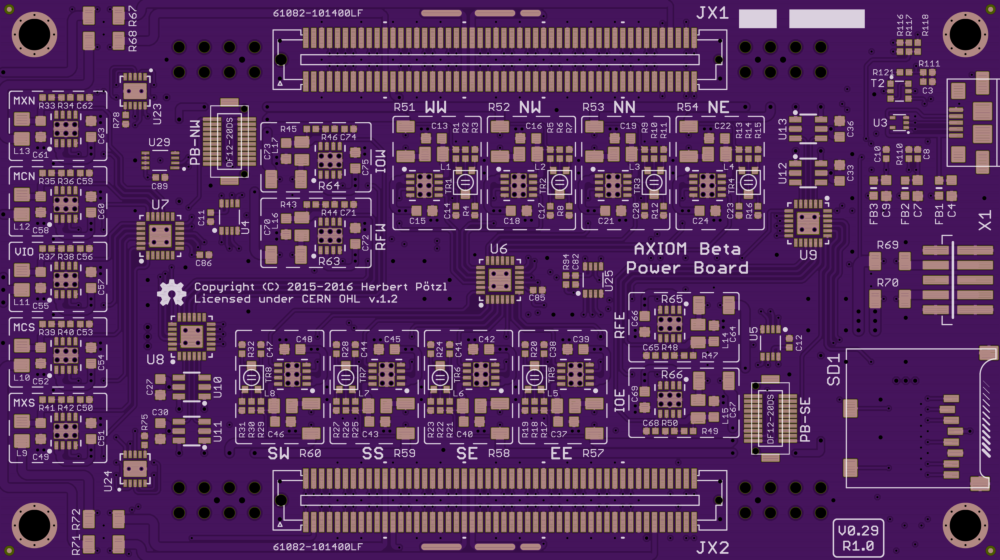 61082-101400LF
JX1
R67
R68
R118
R117
R116
R121
R111
T2
C3
U3
C10
R110
C8
FB3
C9
FB2
C7
FB1
C4
X1
R69
R70
U23
R78
U29
C89
PB-NW
DF12-20DS
U4
C11
U7
C86
MXN
R33 R34 C62
C63
L13
C61
MCN
R35 R36 C59
C60
L12
C58
VIO
R37 R38 C56
C57
L11
C55
MCS
R39 R40 C53
C54
L10
C52
MXS
R41 R42 C50
C51
L9
C49
R45
R46 C74
C73
L17
C75
R64
IOW
R43
R44 C71
C70
L16
C72
R63
RFW
R51 WW
C13
R1
R2
R3
L1
TR1
C14
R4
C15
R52 NW
C16
R5
R6
R7
L2
TR2
C17
R8
C18
R53 NN
C19
R9
R10
R11
L3
TR3
C20
R12
C21
R54 NE
C22
R13
R14
R15
L4
TR4
C23
R16
C24
U13
C36
U12
C33
U9
U6
C85
R94
C82
U25
AXIOM Beta
Power Board
Copyright (C) 2015-2016 Herbert Pötzl
Licensed under CERN OHL v.1.2
U8
C27
U10
C30
U11
R75
U24
R32
C47
C48
TR8
L8
R31
R30
R29
C46
SW R60
R28
C44
C45
TR7
L7
R27
R26
R25
C43
SS R59
R24
C41
C42
TR6
L6
R23
R22
R21
C40
SE R58
R20
C38
C39
TR5
L5
R19
R18
R17
C37
EE R57
RFE
R65
C66
L14
C64
C65 R48
R47
IOE
R66
C69
L15
C67
C68 R50
R49
U5
C12
PB-SE
DF12-20DS
SD1
R72
R71
61082-101400LF
JX2
V0.29
R1.0